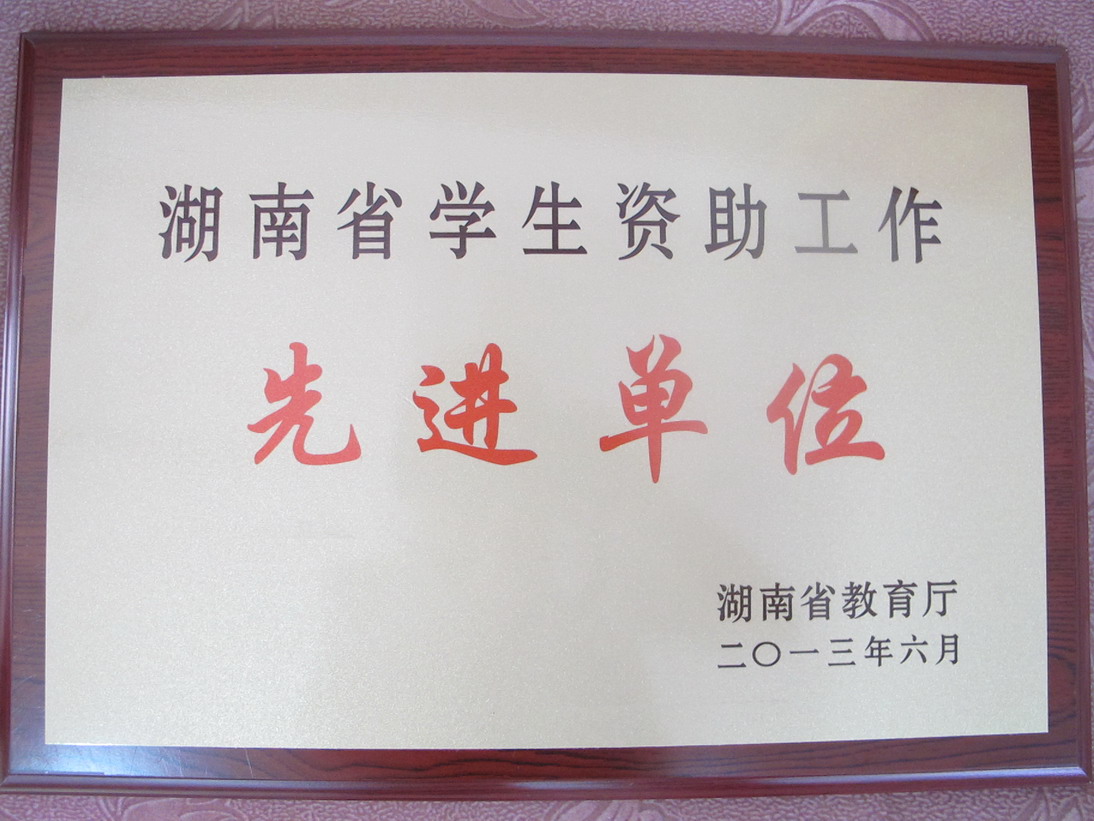 湖南省学生资助工作
先进单位
湖南省教育厅
二〇一三年六月